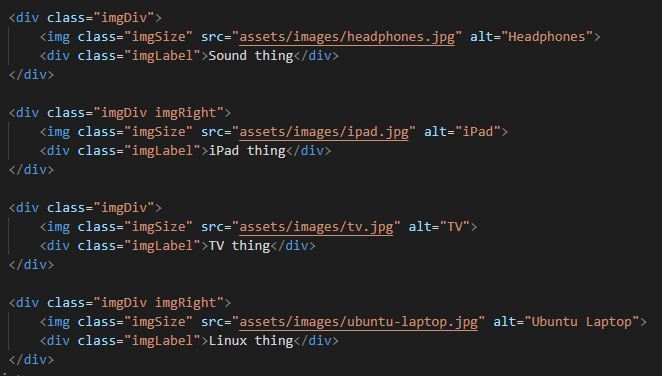 <div class="imgDiv">
    <img class="imgSize" src="assets/images/headphones.jpg" alt="Headphones">
    <div class="imgLabel">Sound thing</div>
</div>

<div class="imgDiv imgRight">
    <img class="imgSize" src="assets/images/ipad.jpg" alt="iPad">
    <div class="imgLabel">iPad thing</div>
</div>

<div class="imgDiv">
    <img class="imgSize" src="assets/images/tv.jpg" alt="TV">
    <div class="imgLabel">TV thing</div>
</div>

<div class="imgDiv imgRight">
    <img class="imgSize" src="assets/images/ubuntu-laptop.jpg" alt="Ubuntu Laptop">
    <div class="imgLabel">Linux thing</div>
</div>